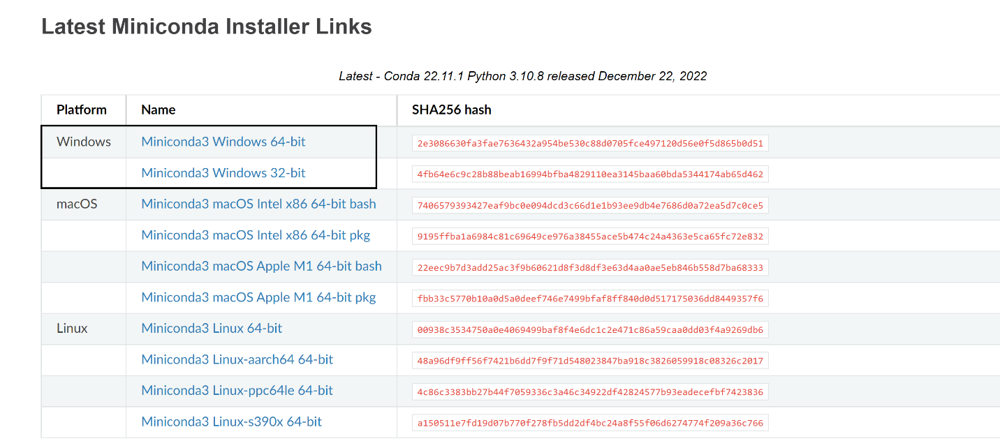 Latest Miniconda Installer Links
Latest - Conda 22.11.1 Python 3.10.8 released December 22, 2022
Platform Name SHA256 hash
Windows Miniconda3 Windows 64-bit 2e3086630fa3fae7636432a954be530c88d0705fce497120d56e0f5d865b0d51
Miniconda3 Windows 32-bit 4fb64e6c9c28b88beab16994bfba4829110ea3145baa60bda5344174ab65d462
macOS Miniconda3 macOS Intel x86 64-bit bash 7406579393427eaf9bc0e094dcd3c66d1e1b93ee9db4e7686d0a72ea5d7c0ce5
Miniconda3 macOS Intel x86 64-bit pkg 9195ffba1a6984c81c69649ce976a38455ace5b474c24a4363e5ca65fc72e832
Miniconda3 macOS Apple M1 64-bit bash 22eec9b7d3add25ac3f9b60621d8f3d8df3e63d4aa0ae5eb846b558d7ba68333
Miniconda3 macOS Apple M1 64-bit pkg fbb33c5770b10a0d5a0deef746e7499bfaf8ff840d0d517175036dd8449357f6
Linux Miniconda3 Linux 64-bit 00938c3534750a0e4069499baf8f4e6dc1c2e471c86a59caa0dd03f4a9269db6
Miniconda3 Linux-aarch64 64-bit 48a96df9ff56f7421b6dd7f9f71d548023847ba918c3826059918c08326c2017
Miniconda3 Linux-ppc64le 64-bit 4c86c3383bb27b44f7059336c3a46c34922df42824577b93eadecefbf7423836
Miniconda3 Linux-s390x 64-bit a150511e7fd19d07b770f278fb5dd2df4bc24a8f55f06d6274774f209a36c766